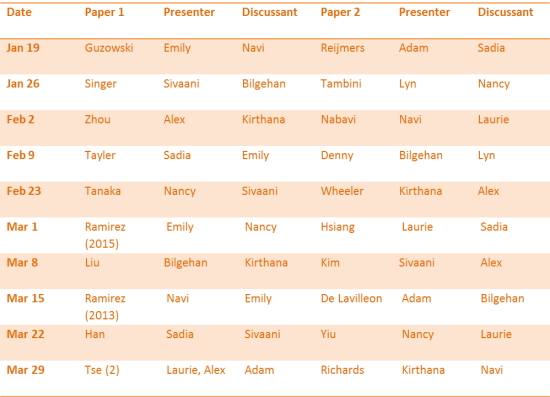 Date Paper 1 Presenter Discussant Paper 2 Presenter Discussant
Jan 19 Guzowski Emily Navi Reijmers Adam Sadia
Jan 26 Singer Sivaani Bilgehan Tambini Lyn Nancy
Feb 2 Zhou Alex Kirthana Nabavi Navi Laurie
Feb 9 Tayler Sadia Emily Denny Bilgehan Lyn
Feb 23 Tanaka Nancy Sivaani Wheeler Kirthana Alex
Mar 1 Ramirez Emily Nancy Hsiang Laurie Sadia
(2015)
Mar 8 Liu Bilgehan Kirthana Kim Sivaani Alex
Mar 15 Ramirez Navi Emily De Lavilleon Adam Bilgehan
(2013)
Mar 22 Han Sadia Sivaani Yiu Nancy Laurie
Mar 29 Tse (2) Laurie, Alex Adam Richards Kirthana Navi